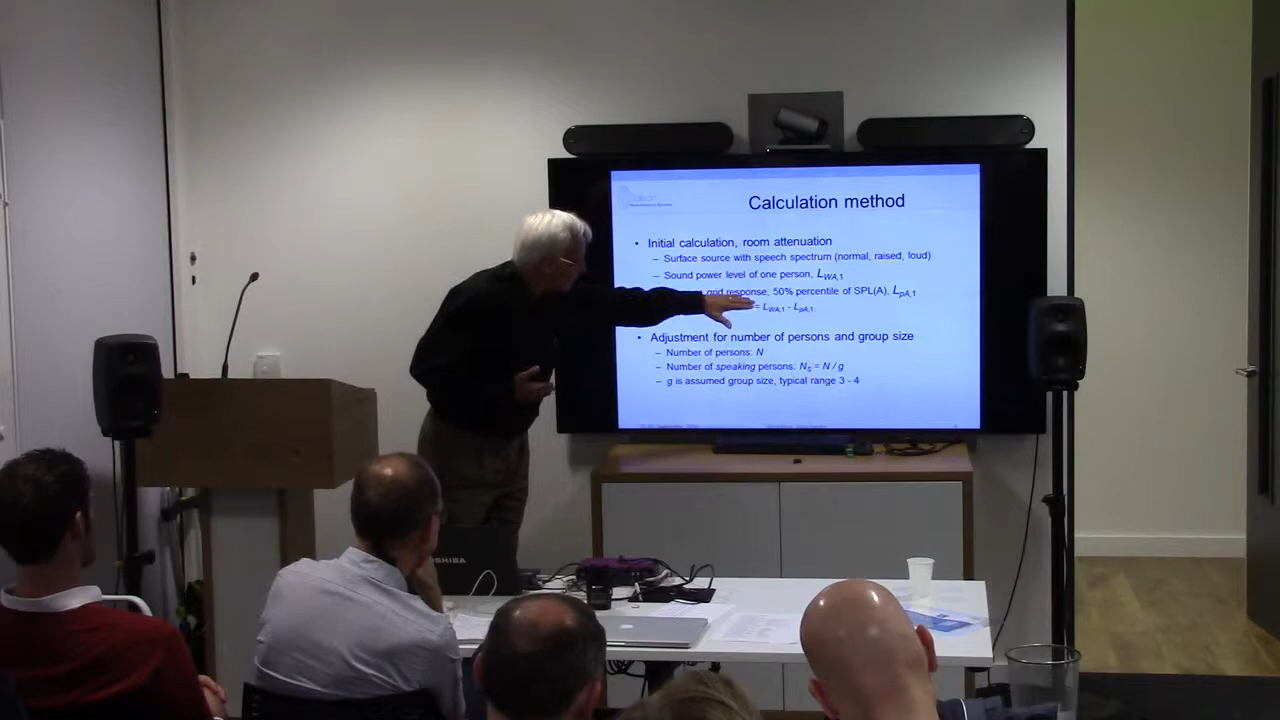 Calculation method
• Initial calculation, room attenuation
– Surface source with speech spectrum (normal, raised, loud)
– Sound power level of one person, LWA,1
grid response, 50% percentile of SPL(A), LpA,1
= LWA,1 - LpA,1
• Adjustment for number of persons and group size
– Number of persons: N
– Number of speaking persons: NS = N / g
– g is assumed group size, typical range 3 - 4
SHIBA